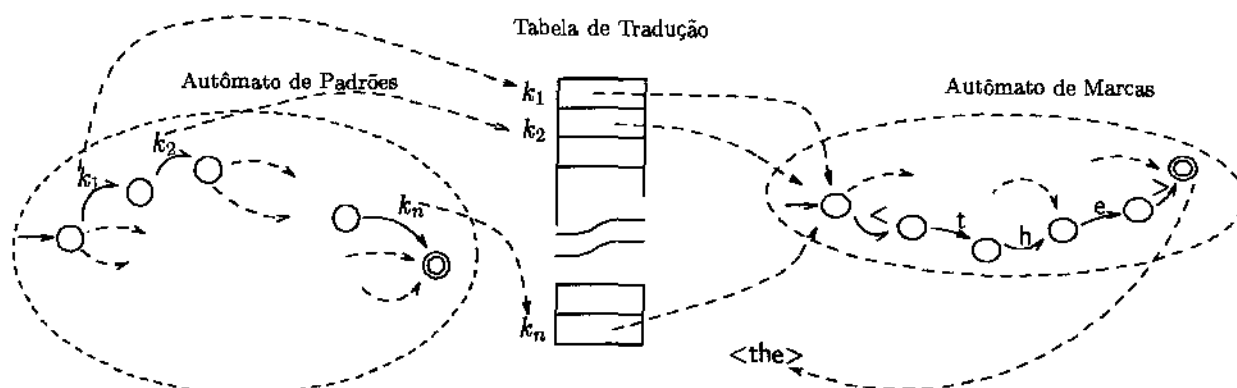 Tabela de Tradução
Autômato de Padrões
Autômato de Marcas
k₁
k₂
k₁
k₂
kₙ
kₙ
<
t
h
e
>
<the>